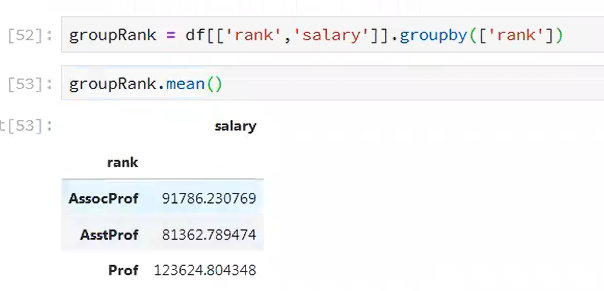 [52]: groupRank = df[['rank','salary']].groupby(['rank'])
[53]: groupRank.mean()
t[53]:
salary
rank
AssocProf 91786.230769
AsstProf 81362.789474
Prof 123624.804348